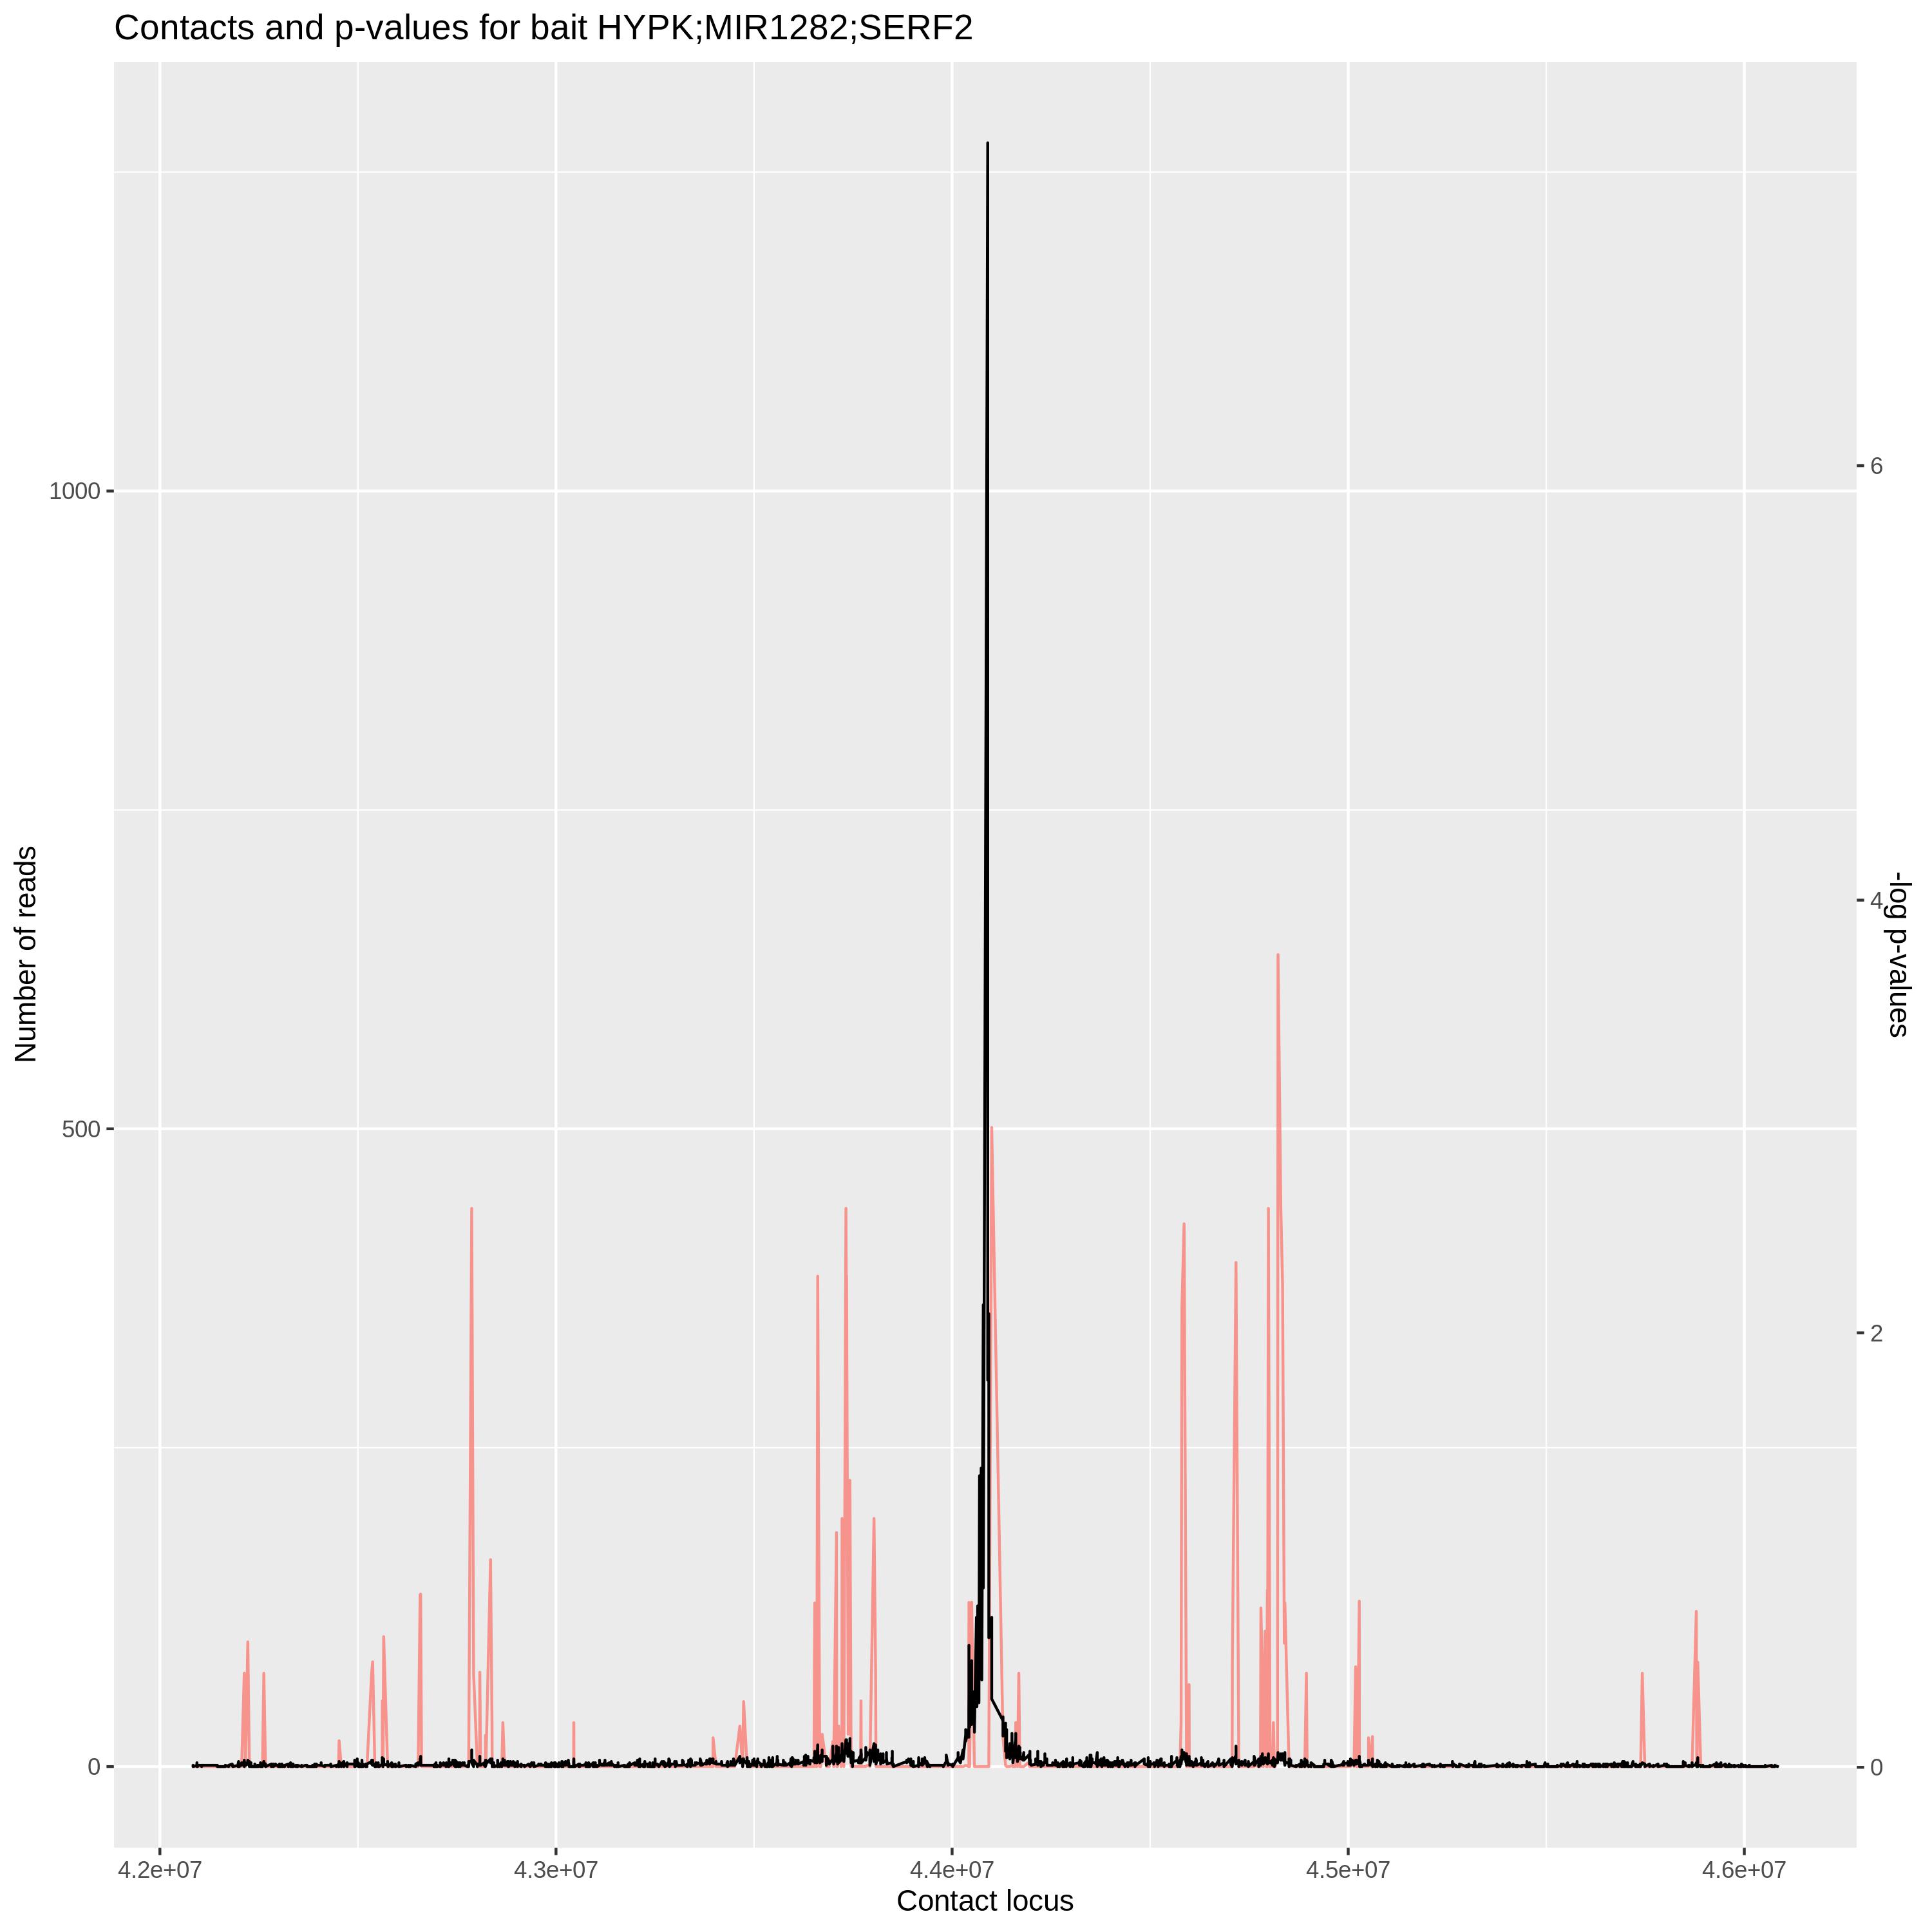 Contacts and p-values for bait HYPK;MIR1282;SERF2
Number of reads
1000
500
0
6
4
2
0
-log p-values
4.2e+07
4.3e+07
4.4e+07
4.5e+07
4.6e+07
Contact locus